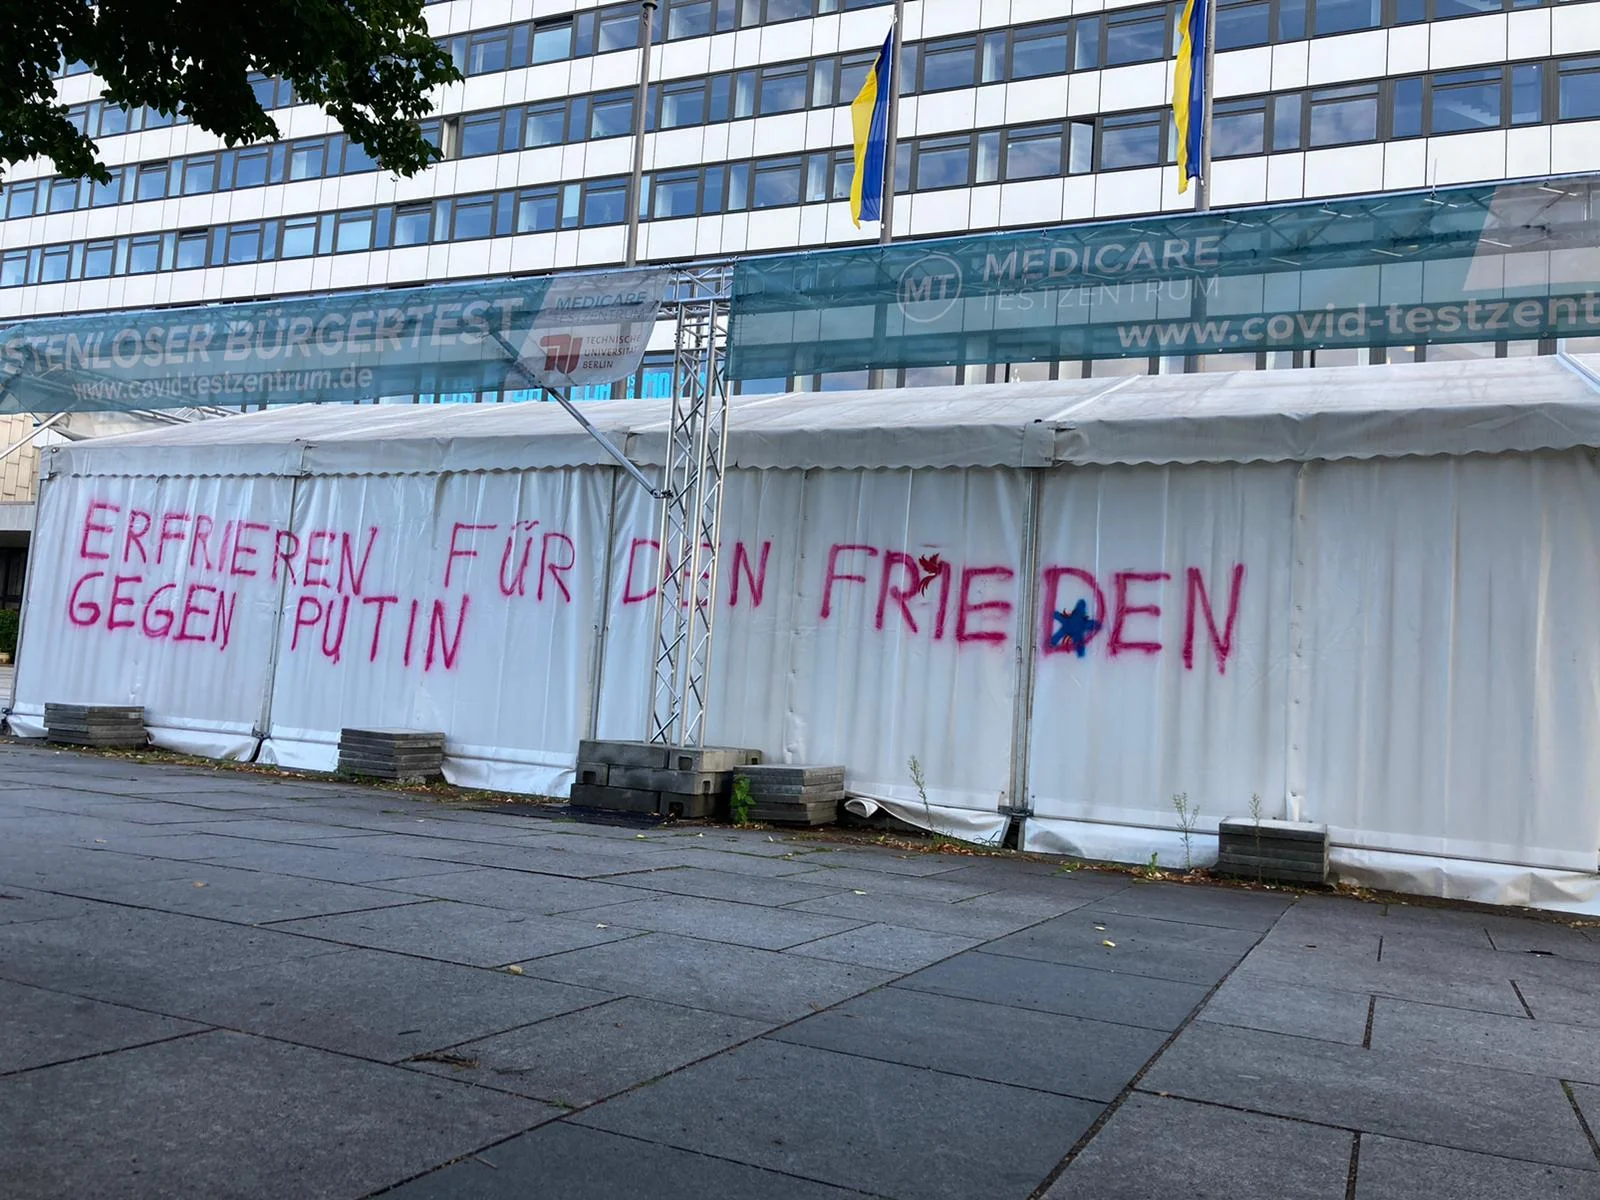 MEDICARE
TESTZENTRUM
MT
www.covid-testzent
BÜRGERTEST
www.covid-testzentrum.de
MEDICARE
TESTZENTRUM
TU
TECHNISCHE
UNIVERSITÄT
BERLIN
ERFRIEREN FÜR DEN FRIEDEN
GEGEN PUTIN